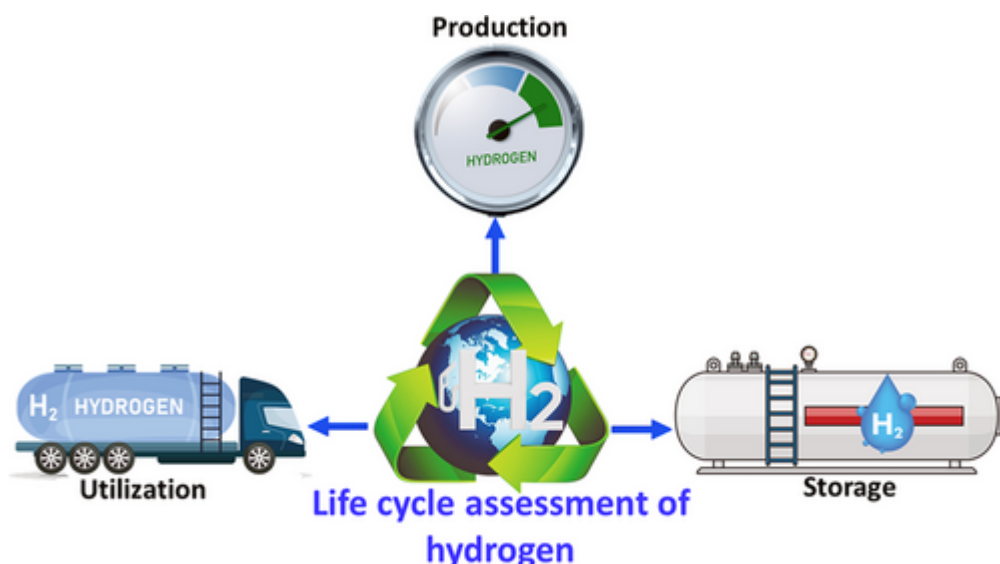 Production
HYDROGEN
H2
H₂ HYDROGEN
H₂
Utilization
Storage
Life cycle assessment of
hydrogen